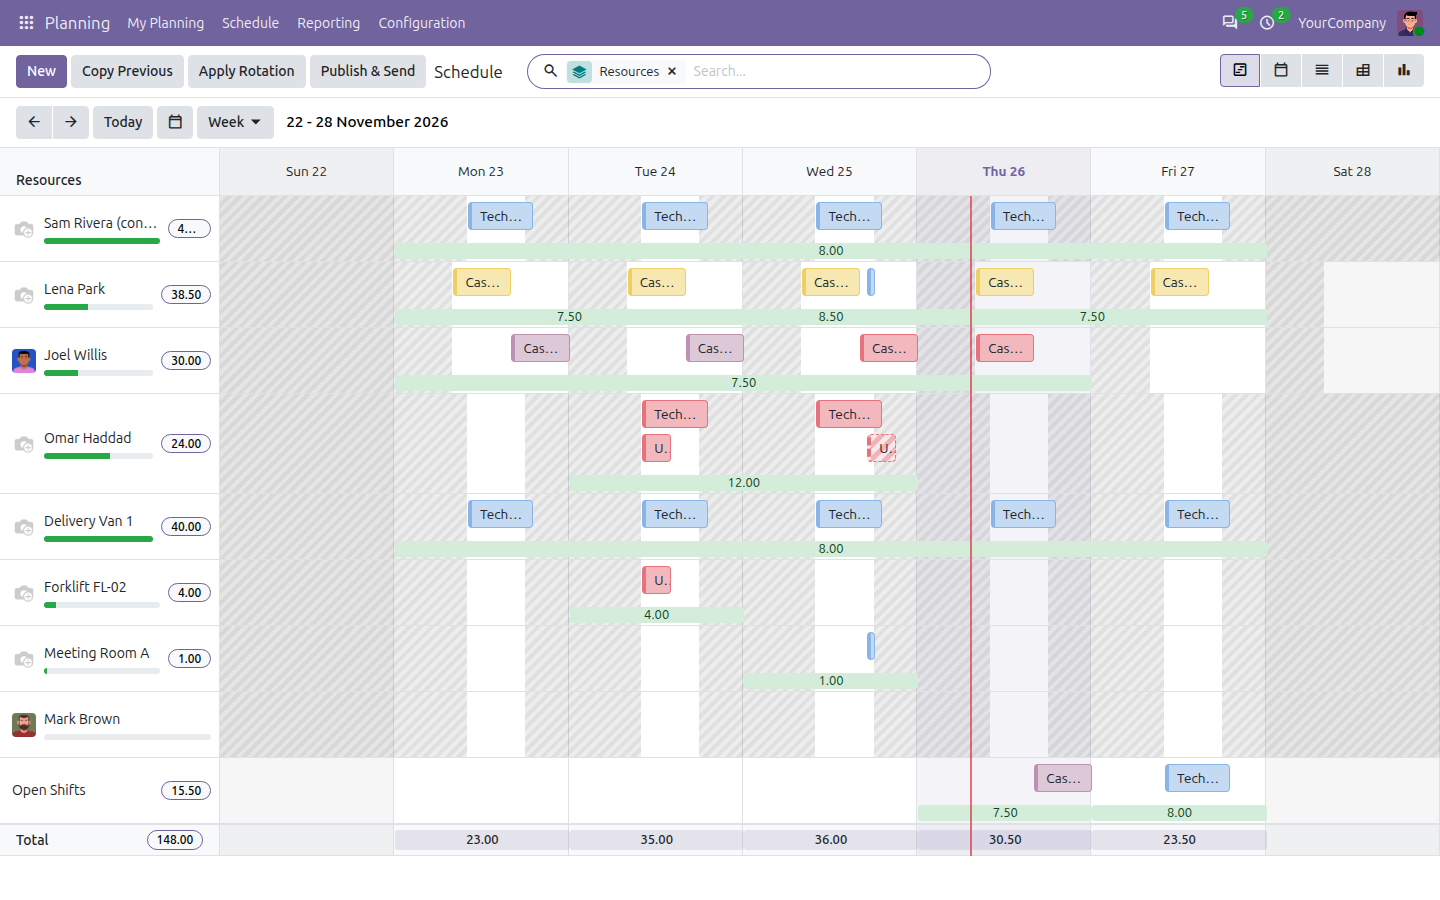 Planning My Planning Schedule Reporting Configuration 5 2 YourCompany
New Copy Previous Apply Rotation Publish & Send Schedule Resources × Search...
Today Week 22 - 28 November 2026
Resources Sun 22 Mon 23 Tue 24 Wed 25 Thu 26 Fri 27 Sat 28
Sam Rivera (con... 4... Tech... Tech... Tech... Tech... Tech...
8.00
Lena Park 38.50 Cas... Cas... Cas... Cas... Cas...
7.50 8.50 7.50
Joel Willis 30.00 Cas... Cas... Cas... Cas...
7.50
Tech... Tech...
Omar Haddad 24.00 U. U.
12.00
Delivery Van 1 40.00 Tech... Tech... Tech... Tech... Tech...
8.00
Forklift FL-02 4.00 U.
4.00
Meeting Room A 1.00
1.00
Mark Brown
Open Shifts 15.50 Cas... Tech...
7.50 8.00
Total 148.00 23.00 35.00 36.00 30.50 23.50